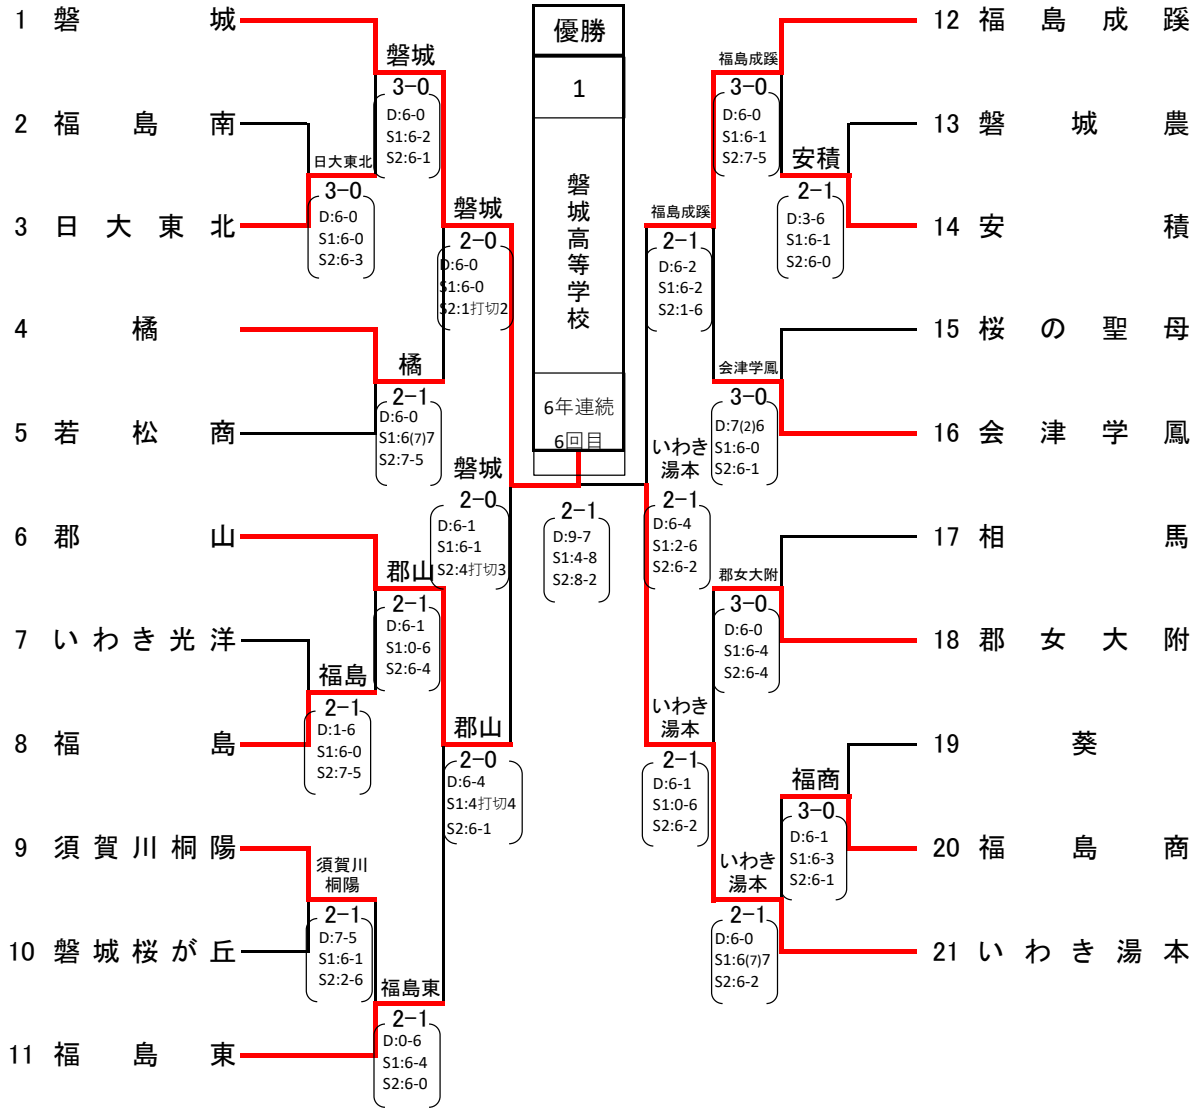 1 磐城
2 福島南
3 日大東北
4 橘
5 若松商
6 郡山
7 いわき光洋
8 福島
9 須賀川桐陽
10 磐城桜が丘
11 福島東
日大東北
3-0
D:6-0
S1:6-0
S2:6-3
福島
2-1
D:1-6
S1:6-0
S2:7-5
須賀川
桐陽
2-1
D:7-5
S1:6-1
S2:2-6
磐城
3-0
D:6-0
S1:6-2
S2:6-1
橘
2-1
D:6-0
S1:6(7)7
S2:7-5
郡山
2-1
D:6-1
S1:0-6
S2:6-4
福島東
2-1
D:0-6
S1:6-4
S2:6-0
磐城
2-0
D:6-0
S1:6-0
S2:1打切2
郡山
2-0
D:6-4
S1:4打切4
S2:6-1
磐城
2-0
D:6-1
S1:6-1
S2:4打切3
優勝
1
磐城高等学校
6年連続
6回目
2-1
D:9-7
S1:4-8
S2:8-2
いわき
湯本
2-1
D:6-4
S1:2-6
S2:6-2
福島成蹊
2-1
D:6-2
S1:6-2
S2:1-6
いわき
湯本
2-1
D:6-1
S1:0-6
S2:6-2
福島成蹊
3-0
D:6-0
S1:6-1
S2:7-5
会津学鳳
3-0
D:7(2)6
S1:6-0
S2:6-1
郡女大附
3-0
D:6-0
S1:6-4
S2:6-4
いわき
湯本
2-1
D:6-0
S1:6(7)7
S2:6-2
安積
2-1
D:3-6
S1:6-1
S2:6-0
福商
3-0
D:6-1
S1:6-3
S2:6-1
12 福島成蹊
13 磐城農
14 安積
15 桜の聖母
16 会津学鳳
17 相馬
18 郡女大附
19 葵
20 福島商
21 いわき湯本